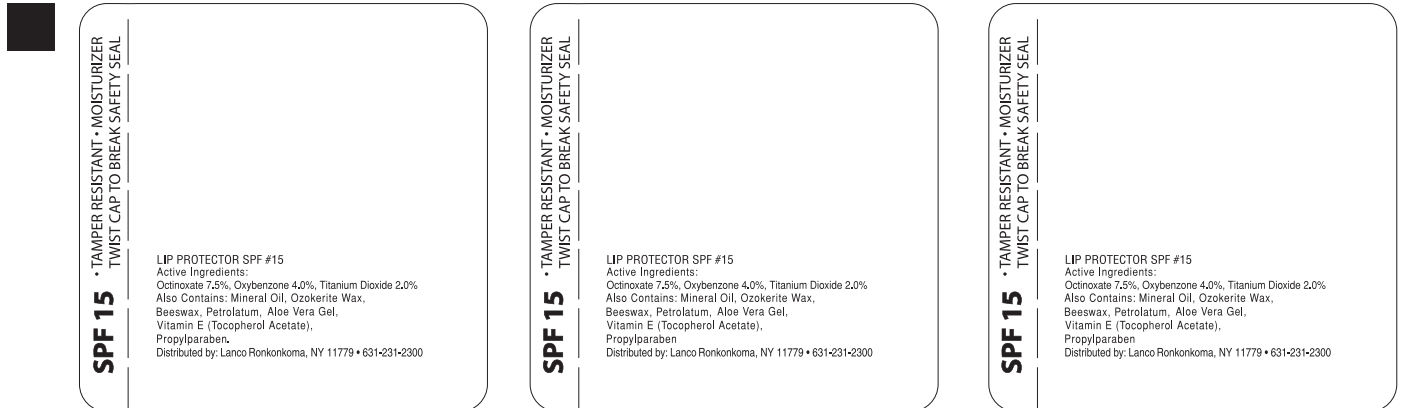 SPF 15 • TAMPER RESISTANT • MOISTURIZER
TWIST CAP TO BREAK SAFETY SEAL
LIP PROTECTOR SPF #15
Active Ingredients:
Octinoxate 7.5%, Oxybenzone 4.0%, Titanium Dioxide 2.0%
Also Contains: Mineral Oil, Ozokerite Wax,
Beeswax, Petrolatum, Aloe Vera Gel,
Vitamin E (Tocopherol Acetate),
Propylparaben.
Distributed by: Lanco Ronkonkoma, NY 11779 • 631-231-2300
SPF 15 • TAMPER RESISTANT • MOISTURIZER
TWIST CAP TO BREAK SAFETY SEAL
LIP PROTECTOR SPF #15
Active Ingredients:
Octinoxate 7.5%, Oxybenzone 4.0%, Titanium Dioxide 2.0%
Also Contains: Mineral Oil, Ozokerite Wax,
Beeswax, Petrolatum, Aloe Vera Gel,
Vitamin E (Tocopherol Acetate),
Propylparaben
Distributed by: Lanco Ronkonkoma, NY 11779 • 631-231-2300
SPF 15 • TAMPER RESISTANT • MOISTURIZER
TWIST CAP TO BREAK SAFETY SEAL
LIP PROTECTOR SPF #15
Active Ingredients:
Octinoxate 7.5%, Oxybenzone 4.0%, Titanium Dioxide 2.0%
Also Contains: Mineral Oil, Ozokerite Wax,
Beeswax, Petrolatum, Aloe Vera Gel,
Vitamin E (Tocopherol Acetate),
Propylparaben
Distributed by: Lanco Ronkonkoma, NY 11779 • 631-231-2300